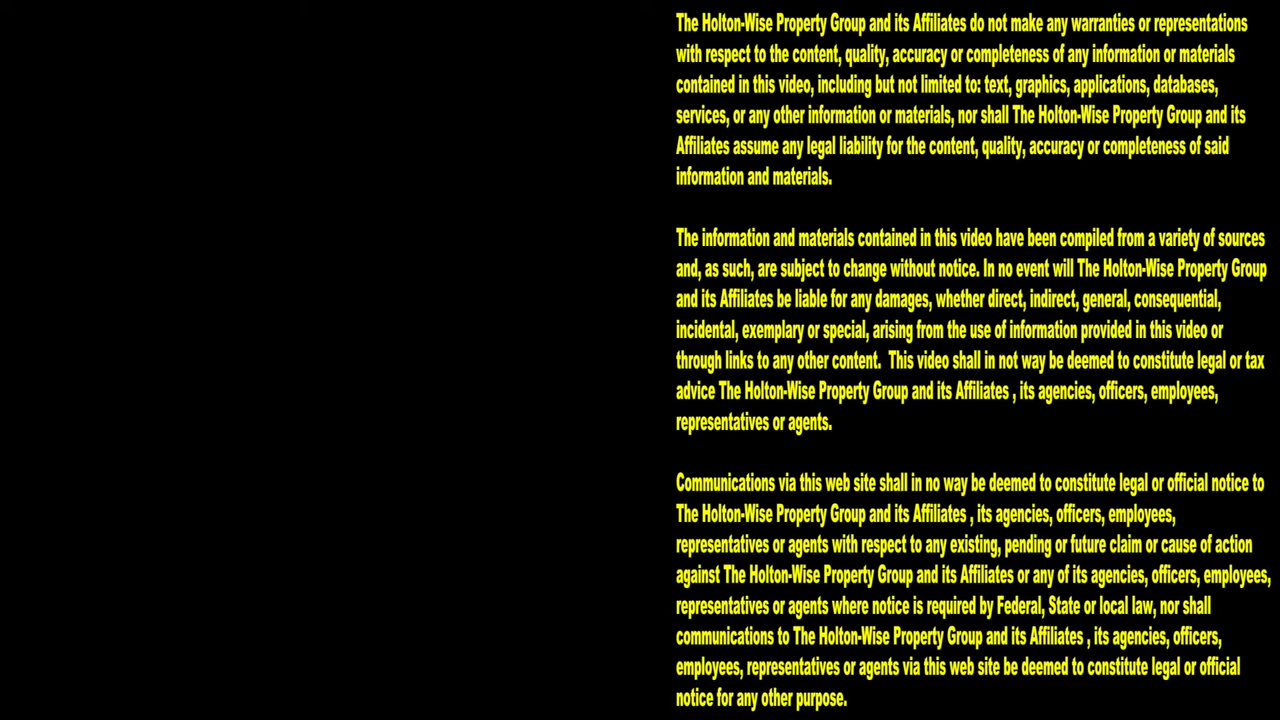 The Holton-Wise Property Group and its Affiliates do not make any warranties or representations
with respect to the content, quality, accuracy or completeness of any information or materials
contained in this video, including but not limited to: text, graphics, applications, databases,
services, or any other information or materials, nor shall The Holton-Wise Property Group and its
Affiliates assume any legal liability for the content, quality, accuracy or completeness of said
information and materials.
The information and materials contained in this video have been compiled from a variety of sources
and, as such, are subject to change without notice. In no event will The Holton-Wise Property Group
and its Affiliates be liable for any damages, whether direct, indirect, general, consequential,
incidental, exemplary or special, arising from the use of information provided in this video or
through links to any other content.  This video shall in not way be deemed to constitute legal or tax
advice The Holton-Wise Property Group and its Affiliates , its agencies, officers, employees,
representatives or agents.
Communications via this web site shall in no way be deemed to constitute legal or official notice to
The Holton-Wise Property Group and its Affiliates , its agencies, officers, employees,
representatives or agents with respect to any existing, pending or future claim or cause of action
against The Holton-Wise Property Group and its Affiliates or any of its agencies, officers, employees,
representatives or agents where notice is required by Federal, State or local law, nor shall
communications to The Holton-Wise Property Group and its Affiliates , its agencies, officers,
employees, representatives or agents via this web site be deemed to constitute legal or official
notice for any other purpose.